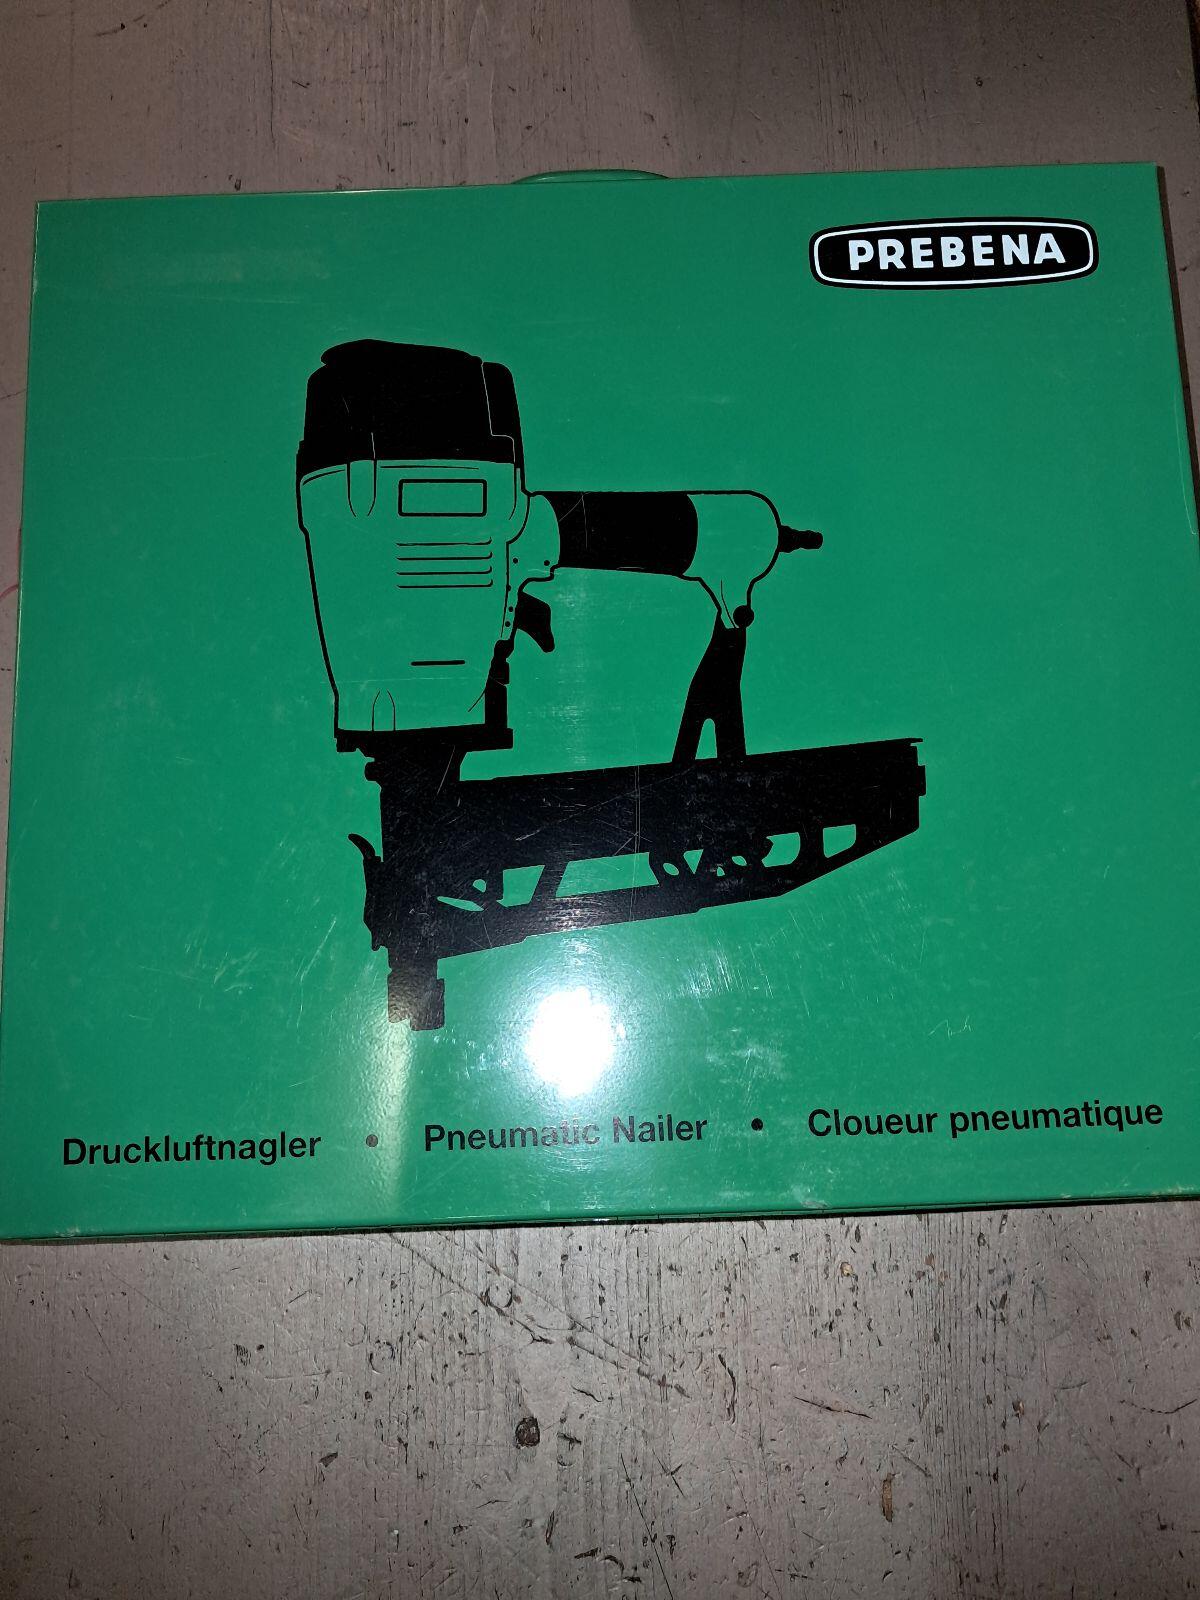 PREBENA
Druckluftnagler • Pneumatic Nailer • Cloueur pneumatique